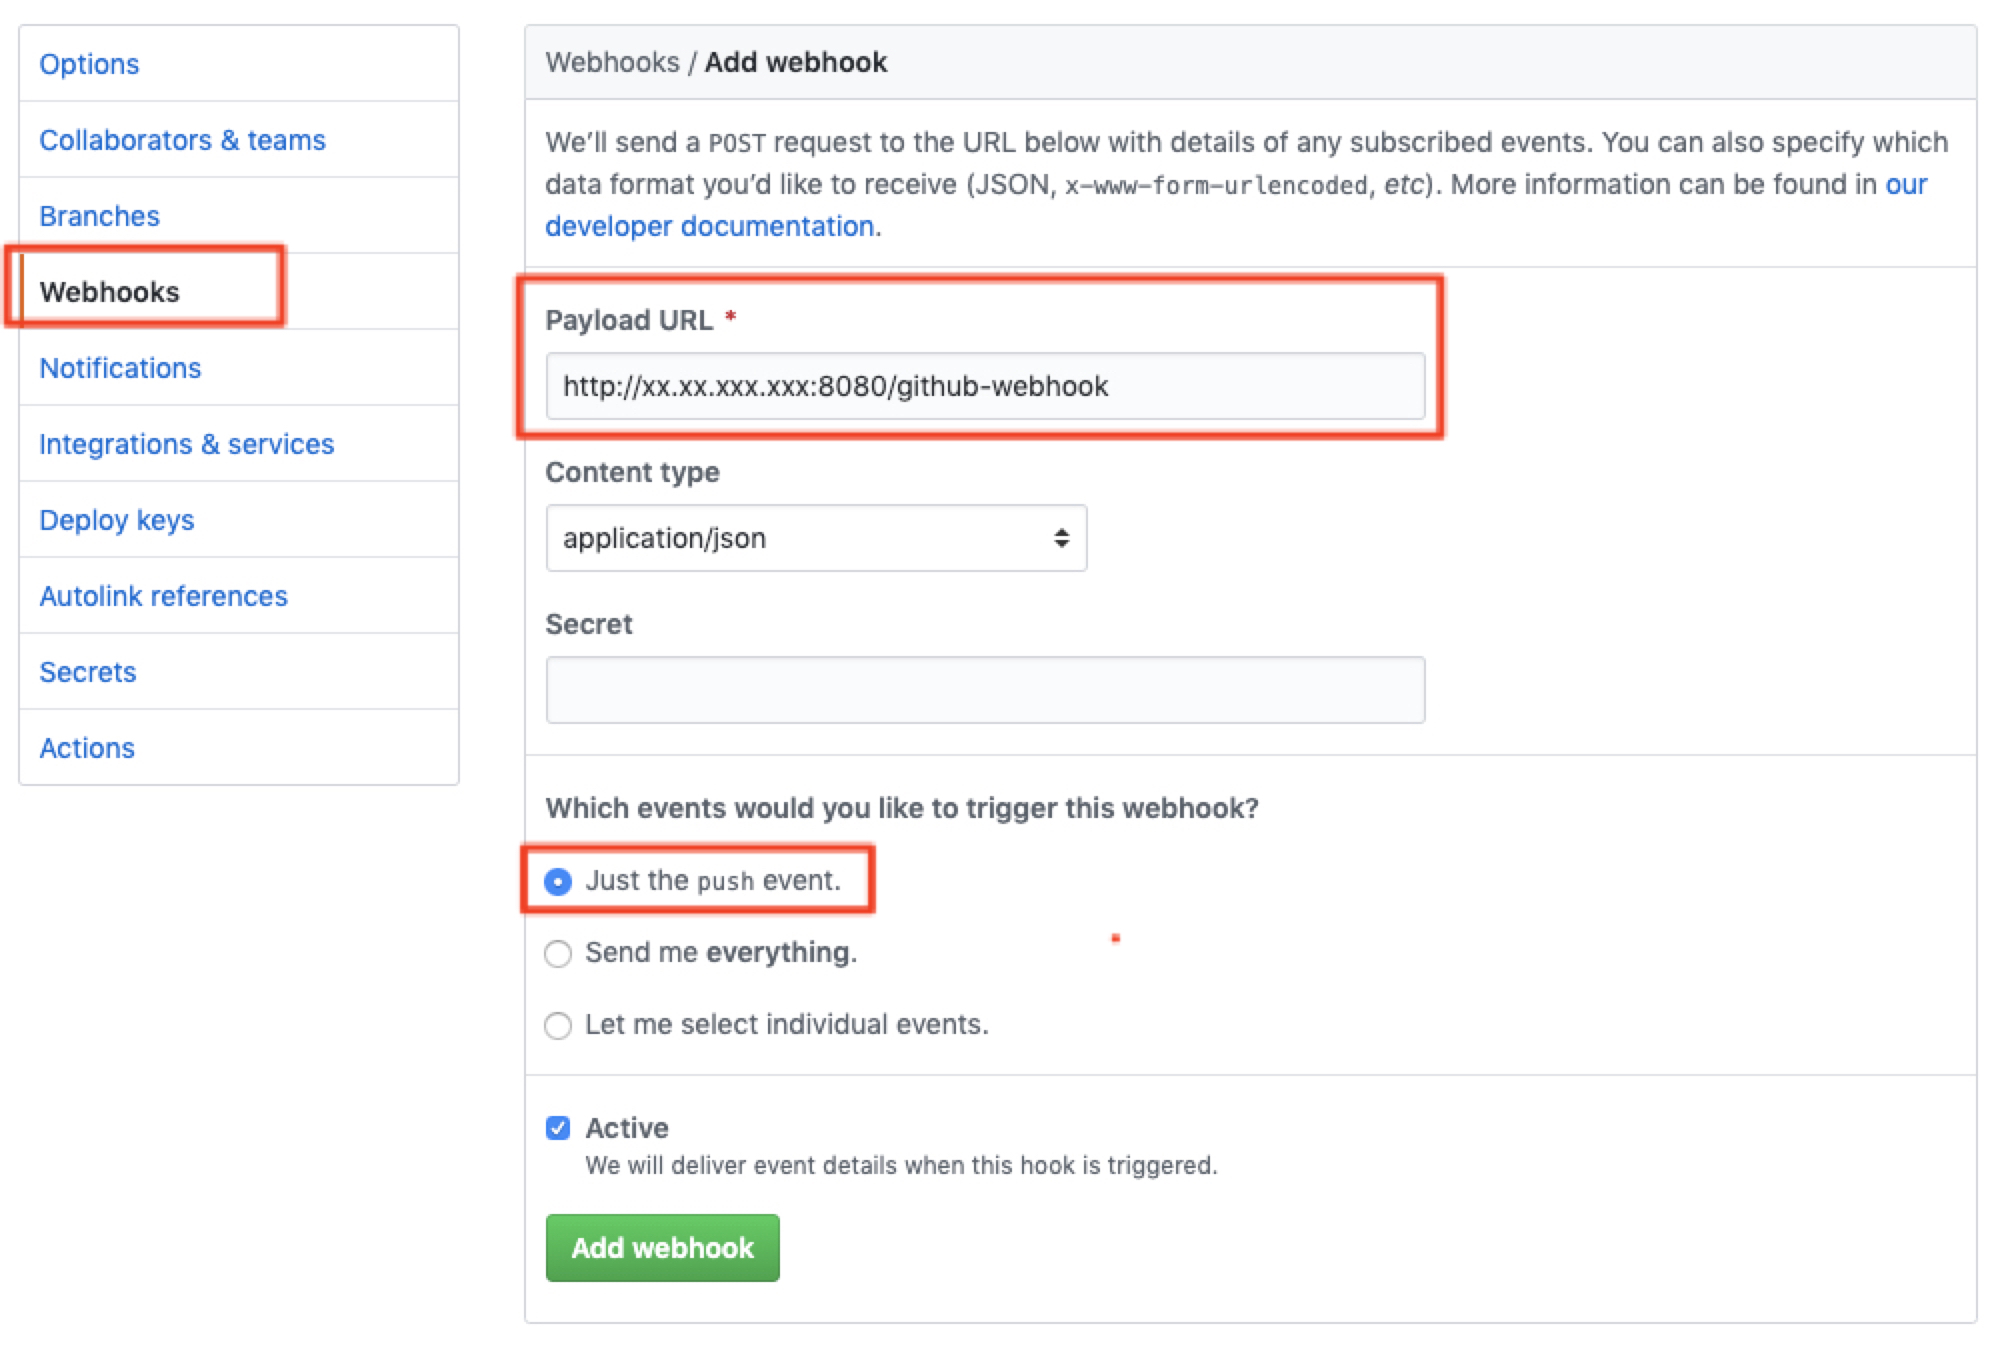 Options
Collaborators & teams
Branches
Webhooks
Notifications
Integrations & services
Deploy keys
Autolink references
Secrets
Actions
Webhooks / Add webhook
We’ll send a POST request to the URL below with details of any subscribed events. You can also specify which
data format you’d like to receive (JSON, x-www-form-urlencoded, etc). More information can be found in our
developer documentation.
Payload URL *
http://xx.xx.xxx.xxx:8080/github-webhook
Content type
application/json
Secret
Which events would you like to trigger this webhook?
Just the push event.
Send me everything.
Let me select individual events.
Active
We will deliver event details when this hook is triggered.
Add webhook